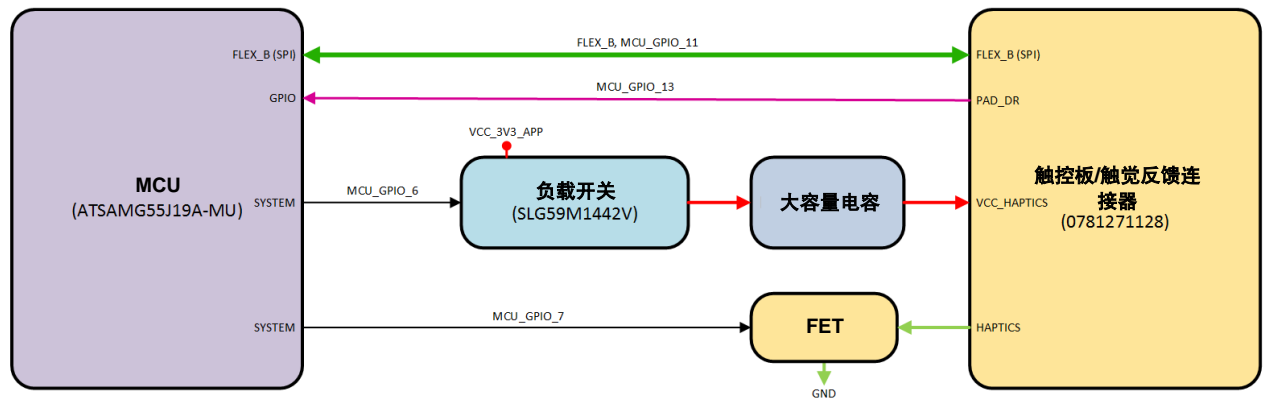 FLEX_B, MCU_GPIO_11
FLEX_B (SPI)
FLEX_B (SPI)
MCU_GPIO_13
GPIO
PAD_DR
VCC_3V3_APP
MCU
(ATSAMG55J19A-MU)
SYSTEM
MCU_GPIO_6
负载开关
(SLG59M1442V)
大容量电容
VCC_HAPTICS
触控板/触觉反馈连
接器
(0781271128)
SYSTEM
MCU_GPIO_7
FET
HAPTICS
GND